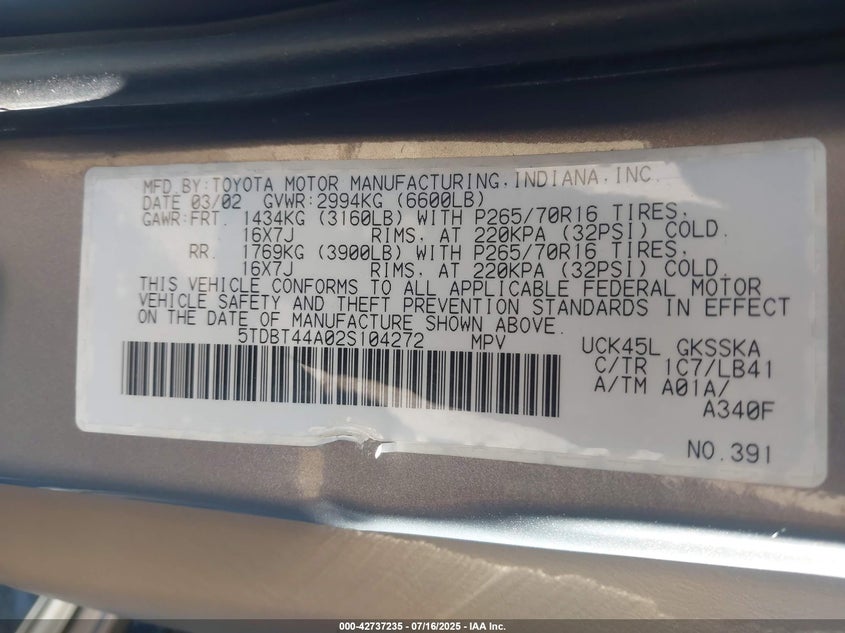 MFD BY:TOYOTA MOTOR MANUFACTURING,INDIANA,INC.
DATE 03/02 GVWR:2994KG (6600LB)
GAWR:FRT. 1434KG (3160LB) WITH P265/70R16 TIRES,
16X7J RIMS, AT 220KPA (32PSI) COLD.
RR. 1769KG (3900LB) WITH P265/70R16 TIRES,
16X7J RIMS, AT 220KPA (32PSI) COLD.
THIS VEHICLE CONFORMS TO ALL APPLICABLE FEDERAL MOTOR
VEHICLE SAFETY AND THEFT PREVENTION STANDARDS IN EFFECT
ON THE DATE OF MANUFACTURE SHOWN ABOVE.
5TDBT44A02S104272 MPV
UCK45L GKSSKA
C/TR 1C7/LB41
A/TM A01A/
A340F
NO.391
000-42737235 - 07/16/2025 - IAA Inc.